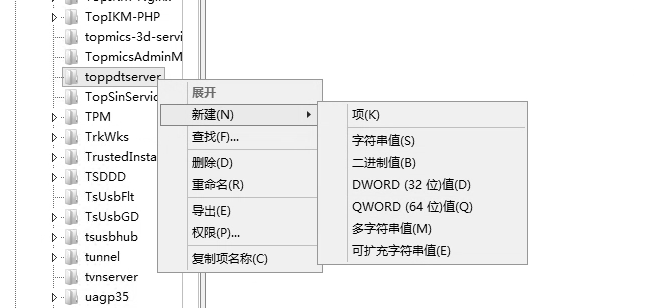 TopIKM-PHP
topmics-3d-servi
TopmicsAdminM
toppdtserver
TopSinServic
TPM
TrkWks
TrustedInsta
TSDDD
TsUsbFlt
TsUsbGD
tsusbhub
tunnel
tvnserver
uagp35
展开
新建(N)
查找(F)...
删除(D)
重命名(R)
导出(E)
权限(P)...
复制项名称(C)
项(K)
字符串值(S)
二进制值(B)
DWORD (32 位)值(D)
QWORD (64 位)值(Q)
多字符串值(M)
可扩充字符串值(E)